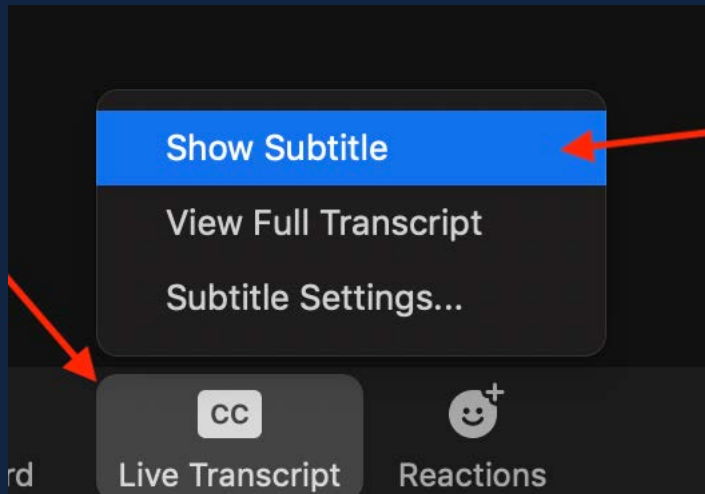 Show Subtitle
View Full Transcript
Subtitle Settings...
CC
rd Live Transcript Reactions